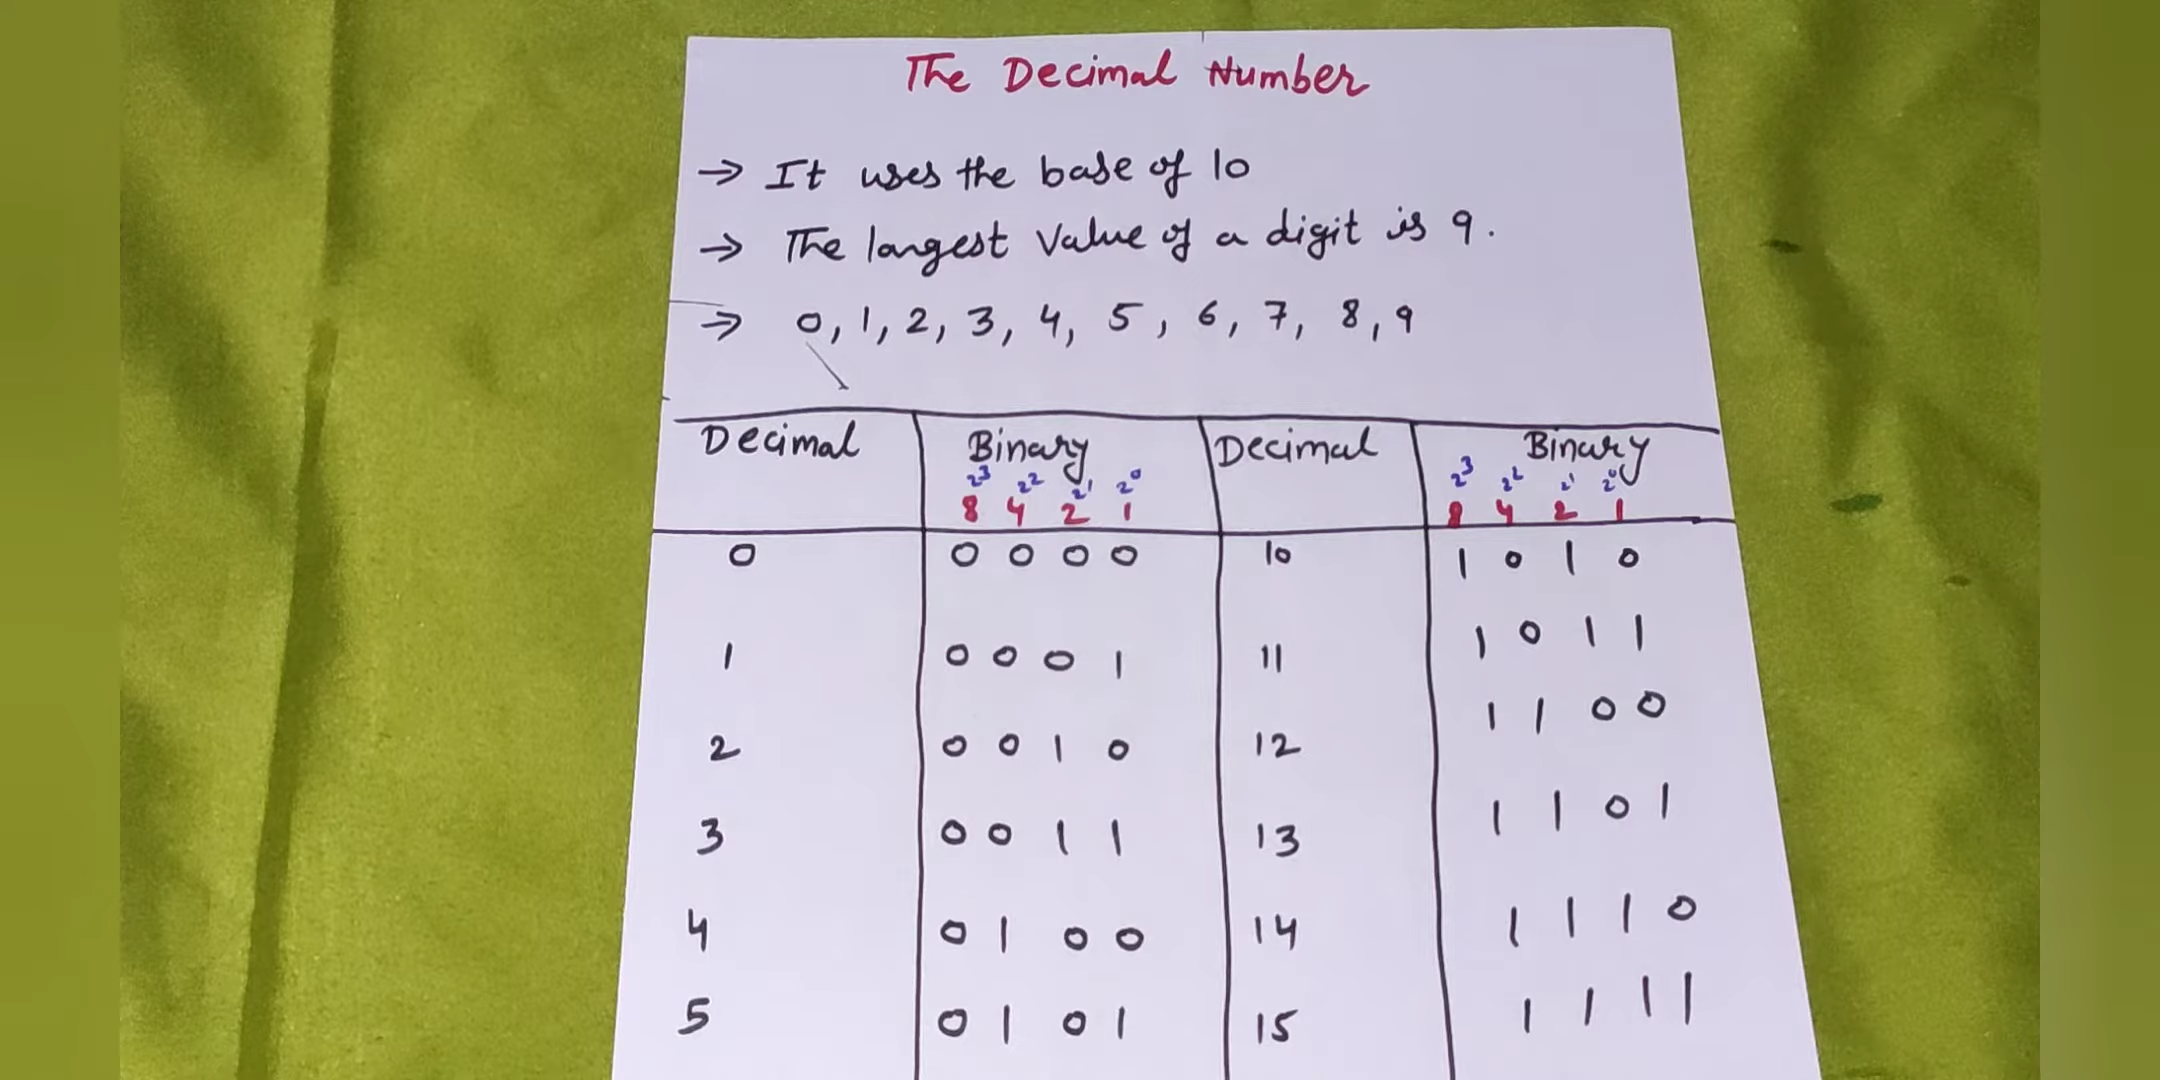 The Decimal Number
→ It uses the base of 10
→ The largest value of a digit is 9.
→ 0, 1, 2, 3, 4, 5, 6, 7, 8, 9
Decimal Binary Decimal Binary
2³ 2² 2¹ 2⁰ 2³ 2² 2¹ 2⁰
8 4 2 1 8 4 2 1
0 0 0 0 0 10 1 0 1 0
1 0 0 0 1 11 1 0 1 1
2 0 0 1 0 12 1 1 0 0
3 0 0 1 1 13 1 1 0 1
4 0 1 0 0 14 1 1 1 0
5 0 1 0 1 15 1 1 1 1